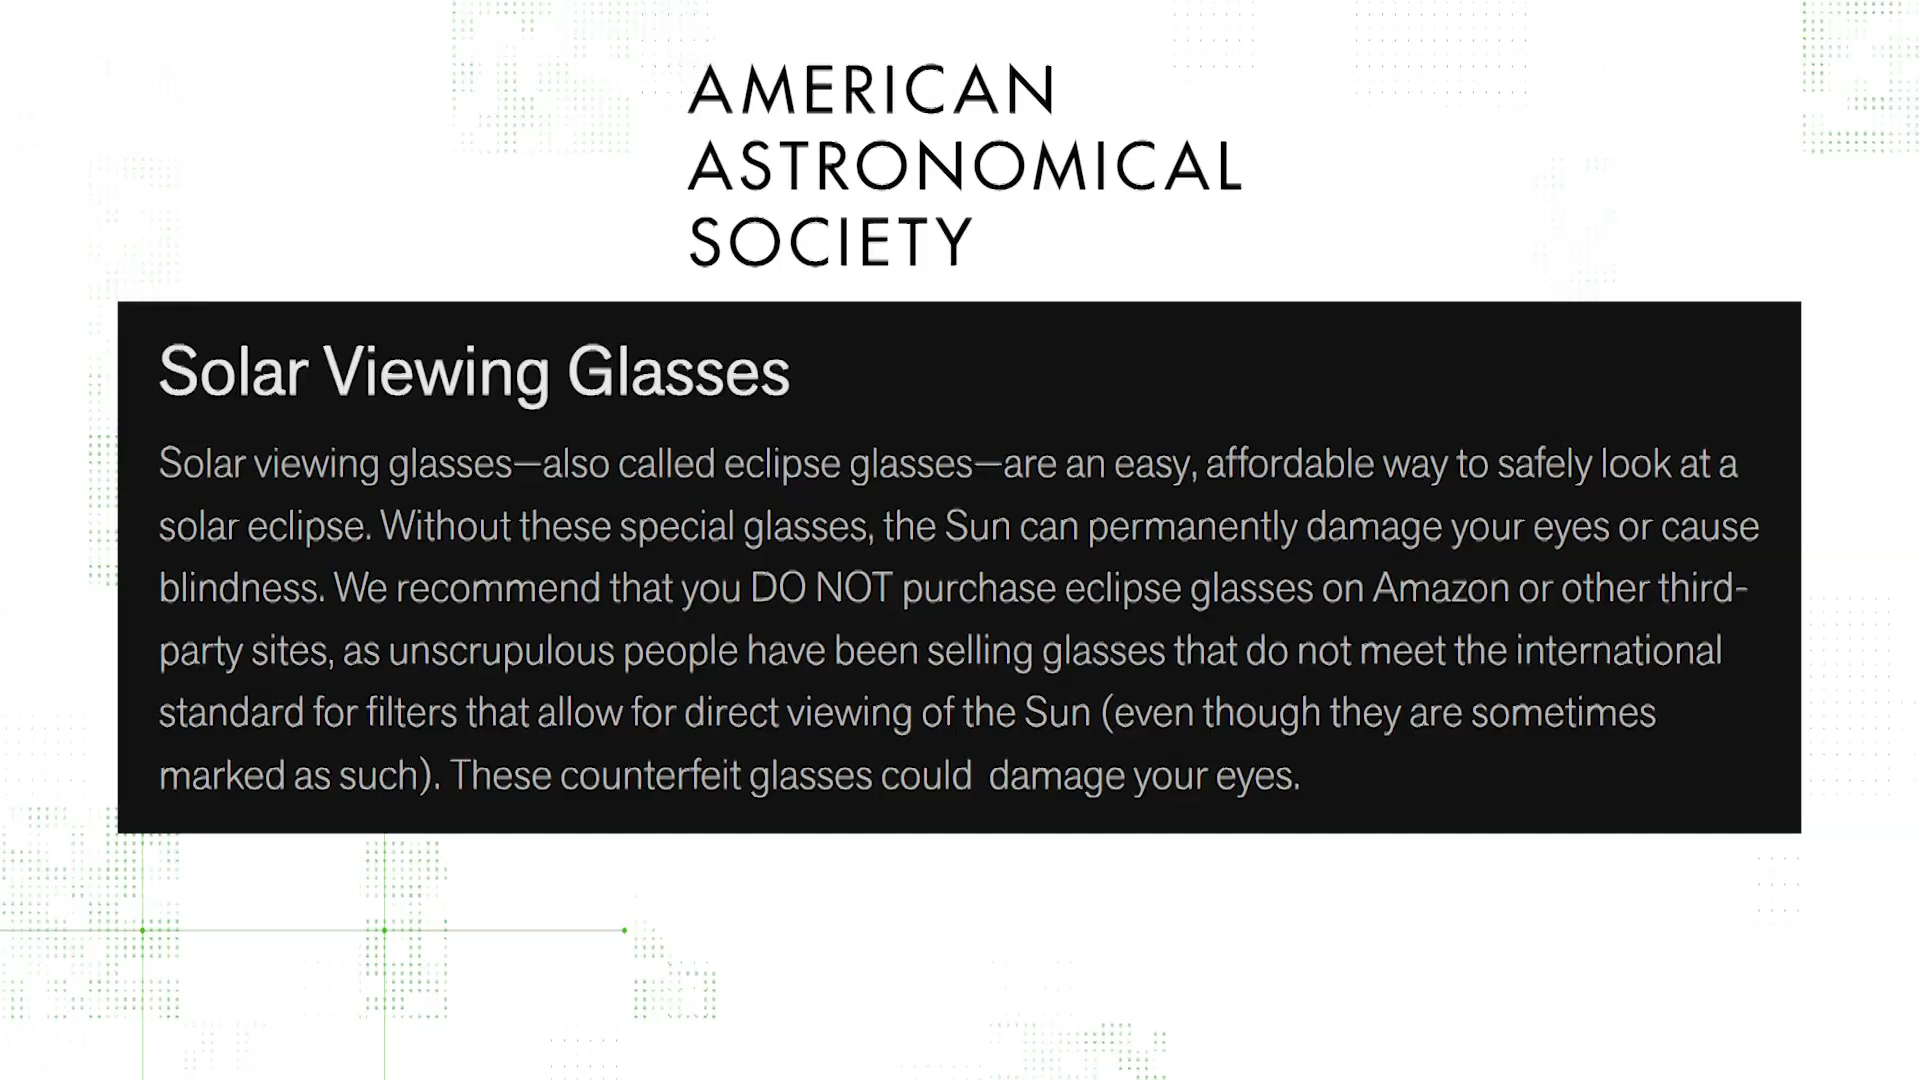 AMERICAN
ASTRONOMICAL
SOCIETY
Solar Viewing Glasses
Solar viewing glasses—also called eclipse glasses—are an easy, affordable way to safely look at a
solar eclipse. Without these special glasses, the Sun can permanently damage your eyes or cause
blindness. We recommend that you DO NOT purchase eclipse glasses on Amazon or other third-
party sites, as unscrupulous people have been selling glasses that do not meet the international
standard for filters that allow for direct viewing of the Sun (even though they are sometimes
marked as such). These counterfeit glasses could damage your eyes.